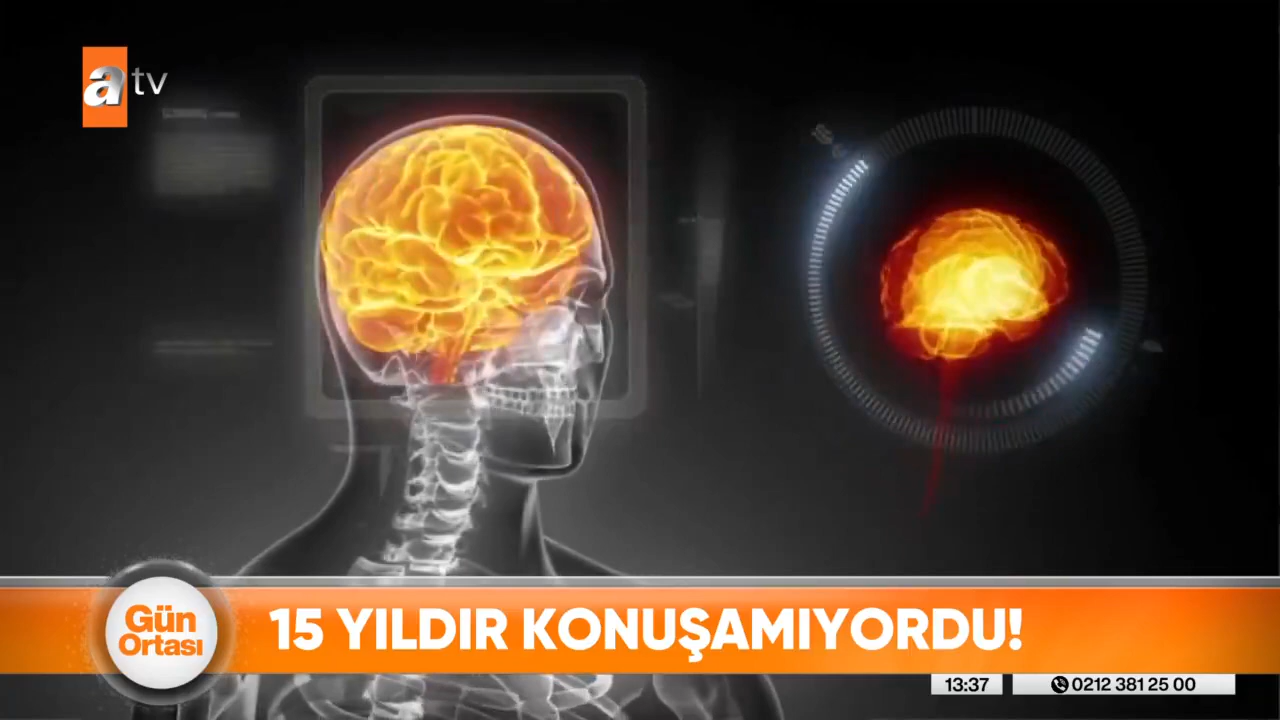 atv
Gün
Ortası
15 YILDIR KONUŞAMIYORDU!
13:37
0212 381 25 00